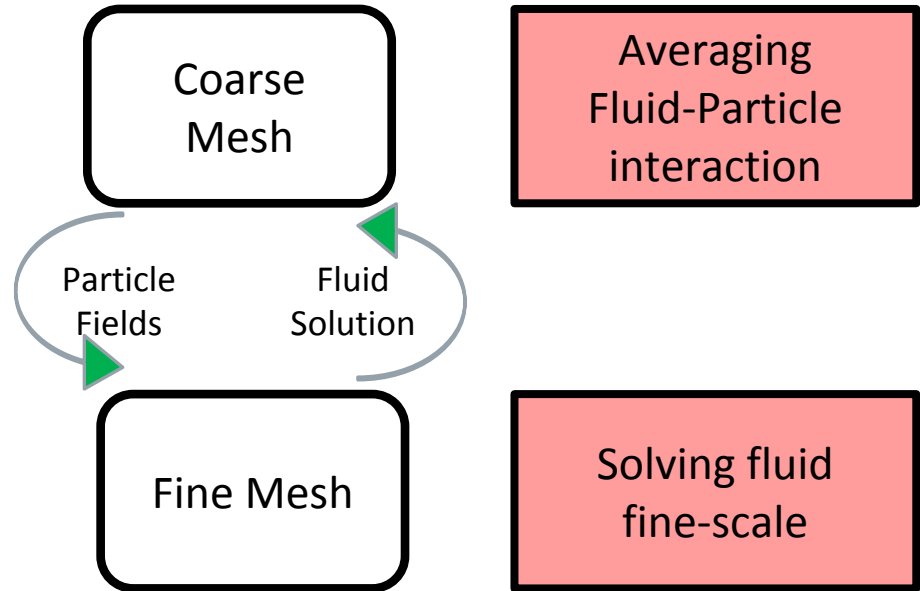 Coarse
Mesh
Averaging
Fluid-Particle
interaction
Particle
Fields
Fluid
Solution
Fine Mesh
Solving fluid
fine-scale